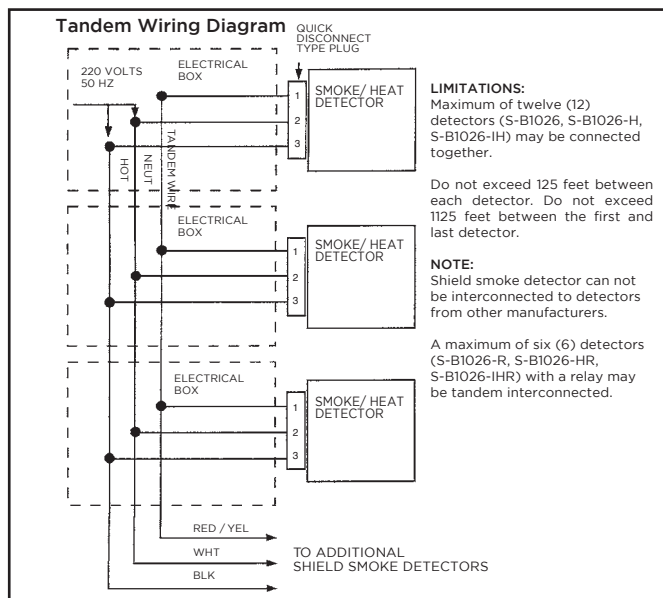 Tandem Wiring Diagram
QUICK
DISCONNECT
TYPE PLUG
220 VOLTS
50 HZ
ELECTRICAL
BOX
HOT
NEUT
TANDEM WIRE
1
2
3
SMOKE/ HEAT
DETECTOR
ELECTRICAL
BOX
1
2
3
SMOKE/ HEAT
DETECTOR
ELECTRICAL
BOX
1
2
3
SMOKE/ HEAT
DETECTOR
RED / YEL
WHT
BLK
TO ADDITIONAL
SHIELD SMOKE DETECTORS
LIMITATIONS:
Maximum of twelve (12)
detectors (S-B1026, S-B1026-H,
S-B1026-IH) may be connected
together.
Do not exceed 125 feet between
each detector. Do not exceed
1125 feet between the first and
last detector.
NOTE:
Shield smoke detector can not
be interconnected to detectors
from other manufacturers.
A maximum of six (6) detectors
(S-B1026-R, S-B1026-HR,
S-B1026-IHR) with a relay may
be tandem interconnected.